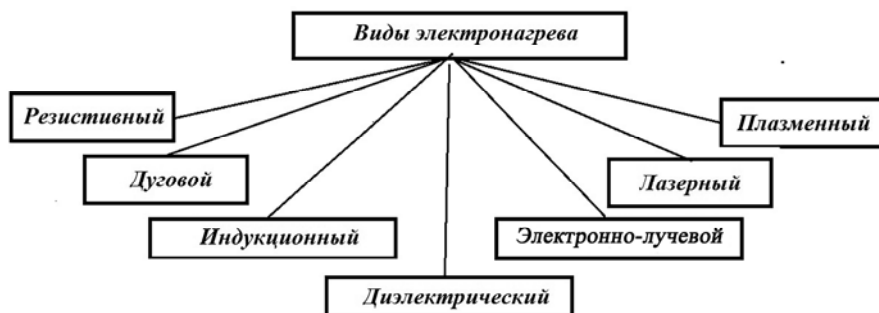 Виды электронагрева
Резистивный
Плазменный
Дуговой
Лазерный
Индукционный
Электронно-лучевой
Диэлектрический